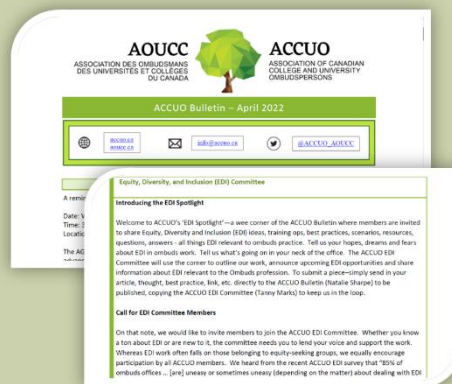 AOUCC
ASSOCIATION DES OMBUDSMANS
DES UNIVERSITÉS ET COLLÈGES
DU CANADA
ACCUO
ASSOCIATION OF CANADIAN
COLLEGE AND UNIVERSITY
OMBUDSPERSONS
ACCUO Bulletin – April 2022
accuo.ca
aoucc.ca
info@accuo.ca
@ACCUO_AOUCC
A remin
Date: W
Time: 3
Locatio
The AG
Equity, Diversity, and Inclusion (EDI) Committee
Introducing the EDI Spotlight
Welcome to ACCUO's 'EDI Spotlight'—a wee corner of the ACCUO Bulletin where members are invited
to share Equity, Diversity and Inclusion (EDI) ideas, training ops, best practices, scenarios, resources,
questions, answers - all things EDI relevant to ombuds practice. Tell us your hopes, dreams and fears
about EDI in ombuds work. Tell us what's going on in your neck of the office. The ACCUO EDI
Committee will use the corner to outline our work, announce upcoming EDI opportunities and share
information about EDI relevant to the Ombuds profession. To submit a piece–simply send in your
article, thought, best practice, link, etc. directly to the ACCUO Bulletin (Natalie Sharpe) to be
published, copying the ACCUO EDI Committee (Tanny Marks) to keep us in the loop.
Call for EDI Committee Members
On that note, we would like to invite members to join the ACCUO EDI Committee. Whether you know
a ton about EDI or are new to it, the committee needs you to lend your voice and support the work.
Whereas EDI work often falls on those belonging to equity-seeking groups, we equally encourage
participation by all ACCUO members. We heard from the recent ACCUO EDI survey that "85% of
ombuds offices ... [are] uneasy or sometimes uneasy (depending on the matter) about dealing with EDI